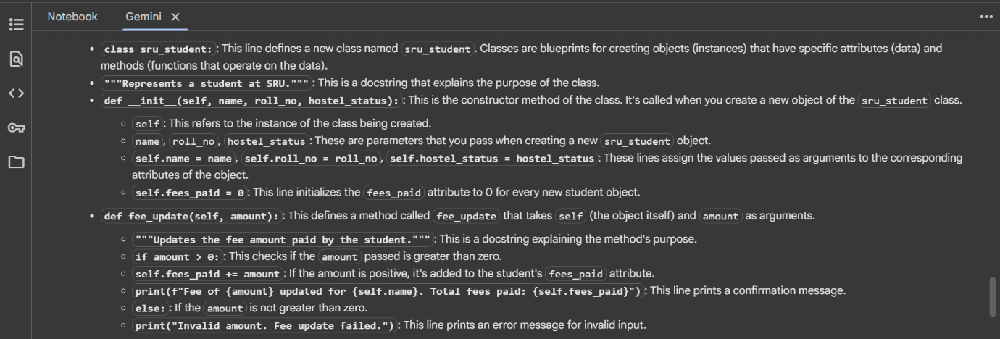 Notebook
Gemini
class sru_student:: This line defines a new class named sru_student. Classes are blueprints for creating objects (instances) that have specific attributes (data) and
methods (functions that operate on the data).
"""Represents a student at SRU.""": This is a docstring that explains the purpose of the class.
def __init__(self, name, roll_no, hostel_status):: This is the constructor method of the class. It's called when you create a new object of the sru_student class.
self: This refers to the instance of the class being created.
name, roll_no, hostel_status: These are parameters that you pass when creating a new sru_student object.
self.name = name, self.roll_no = roll_no, self.hostel_status = hostel_status: These lines assign the values passed as arguments to the corresponding
attributes of the object.
self.fees_paid = 0: This line initializes the fees_paid attribute to 0 for every new student object.
def fee_update(self, amount):: This defines a method called fee_update that takes self (the object itself) and amount as arguments.
"""Updates the fee amount paid by the student.""": This is a docstring explaining the method's purpose.
if amount > 0:: This checks if the amount passed is greater than zero.
self.fees_paid += amount: If the amount is positive, it's added to the student's fees_paid attribute.
print(f"Fee of {amount} updated for {self.name}. Total fees paid: {self.fees_paid}"): This line prints a confirmation message.
else:: If the amount is not greater than zero.
print("Invalid amount. Fee update failed."): This line prints an error message for invalid input.